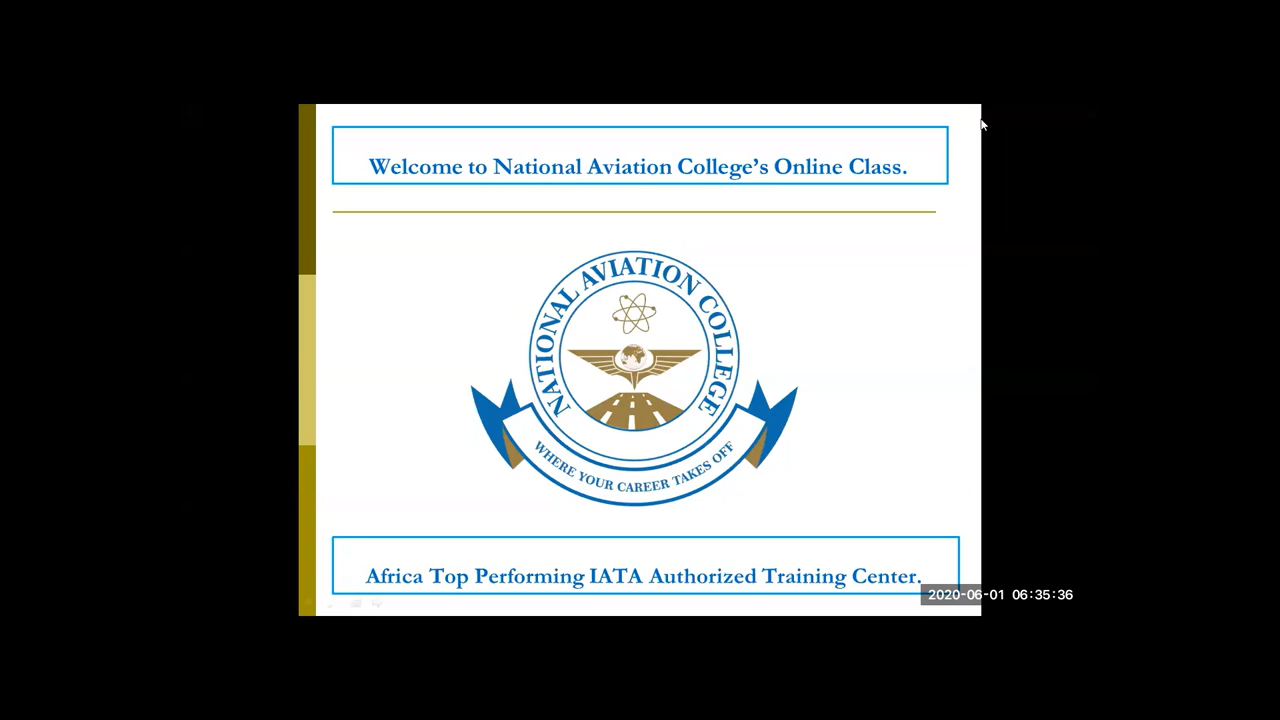 Welcome to National Aviation College's Online Class.
NATIONAL AVIATION COLLEGE
WHERE YOUR CAREER TAKES OFF
Africa Top Performing IATA Authorized Training Center.
2020-06-01 06:35:36